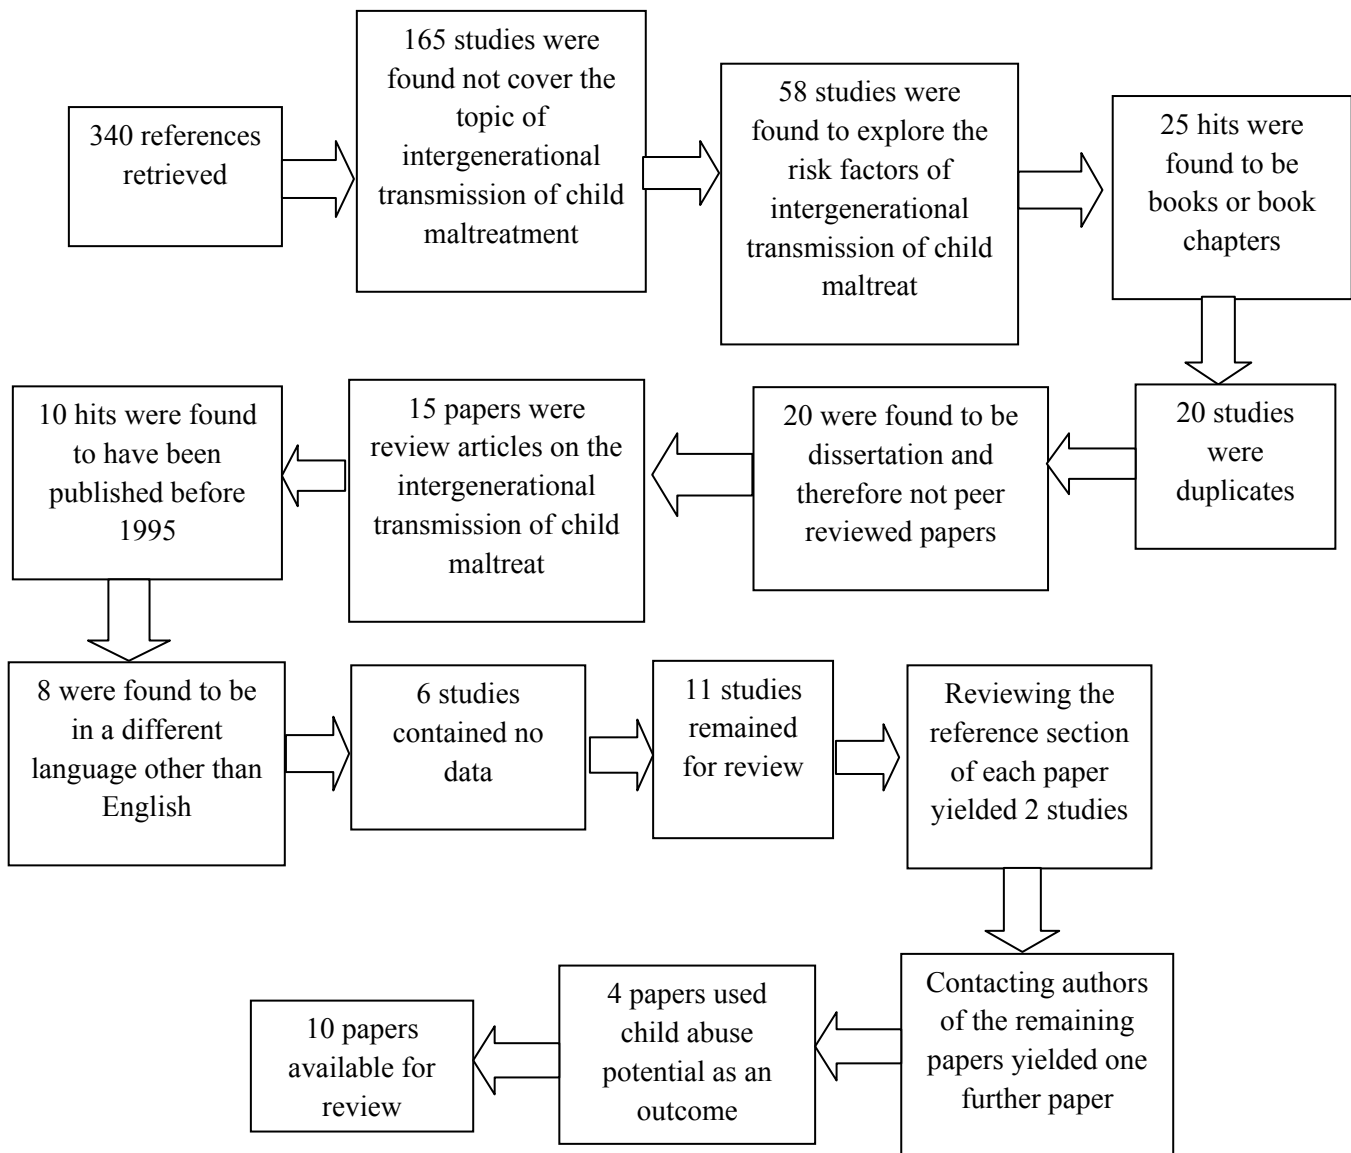 340 references
retrieved
165 studies were
found not cover the
topic of
intergenerational
transmission of child
maltreatment
58 studies were
found to explore the
risk factors of
intergenerational
transmission of child
maltreat
25 hits were
found to be
books or book
chapters
20 studies
were
duplicates
20 were found to be
dissertation and
therefore not peer
reviewed papers
15 papers were
review articles on the
intergenerational
transmission of child
maltreat
10 hits were found
to have been
published before
1995
8 were found to be
in a different
language other than
English
6 studies
contained no
data
11 studies
remained
for review
Reviewing the
reference section
of each paper
yielded 2 studies
Contacting authors
of the remaining
papers yielded one
further paper
4 papers used
child abuse
potential as an
outcome
10 papers
available for
review